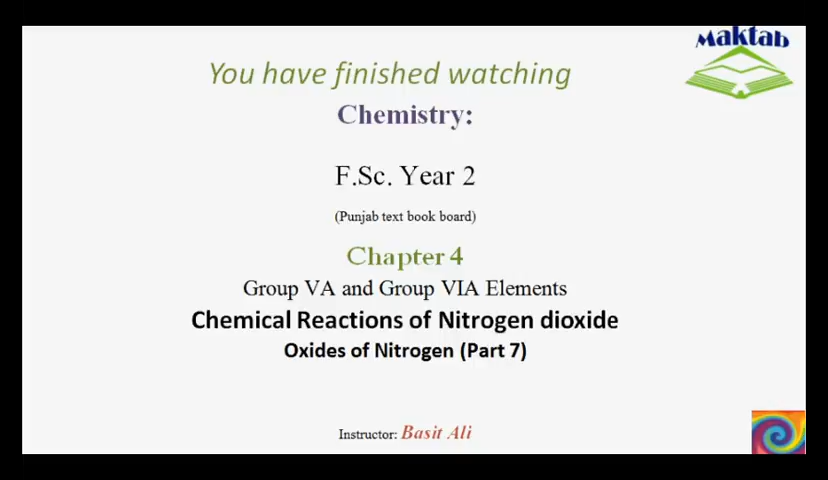 Maktab
You have finished watching
Chemistry:
F.Sc. Year 2
(Punjab text book board)
Chapter 4
Group VA and Group VIA Elements
Chemical Reactions of Nitrogen dioxide
Oxides of Nitrogen (Part 7)
Instructor: Basit Ali